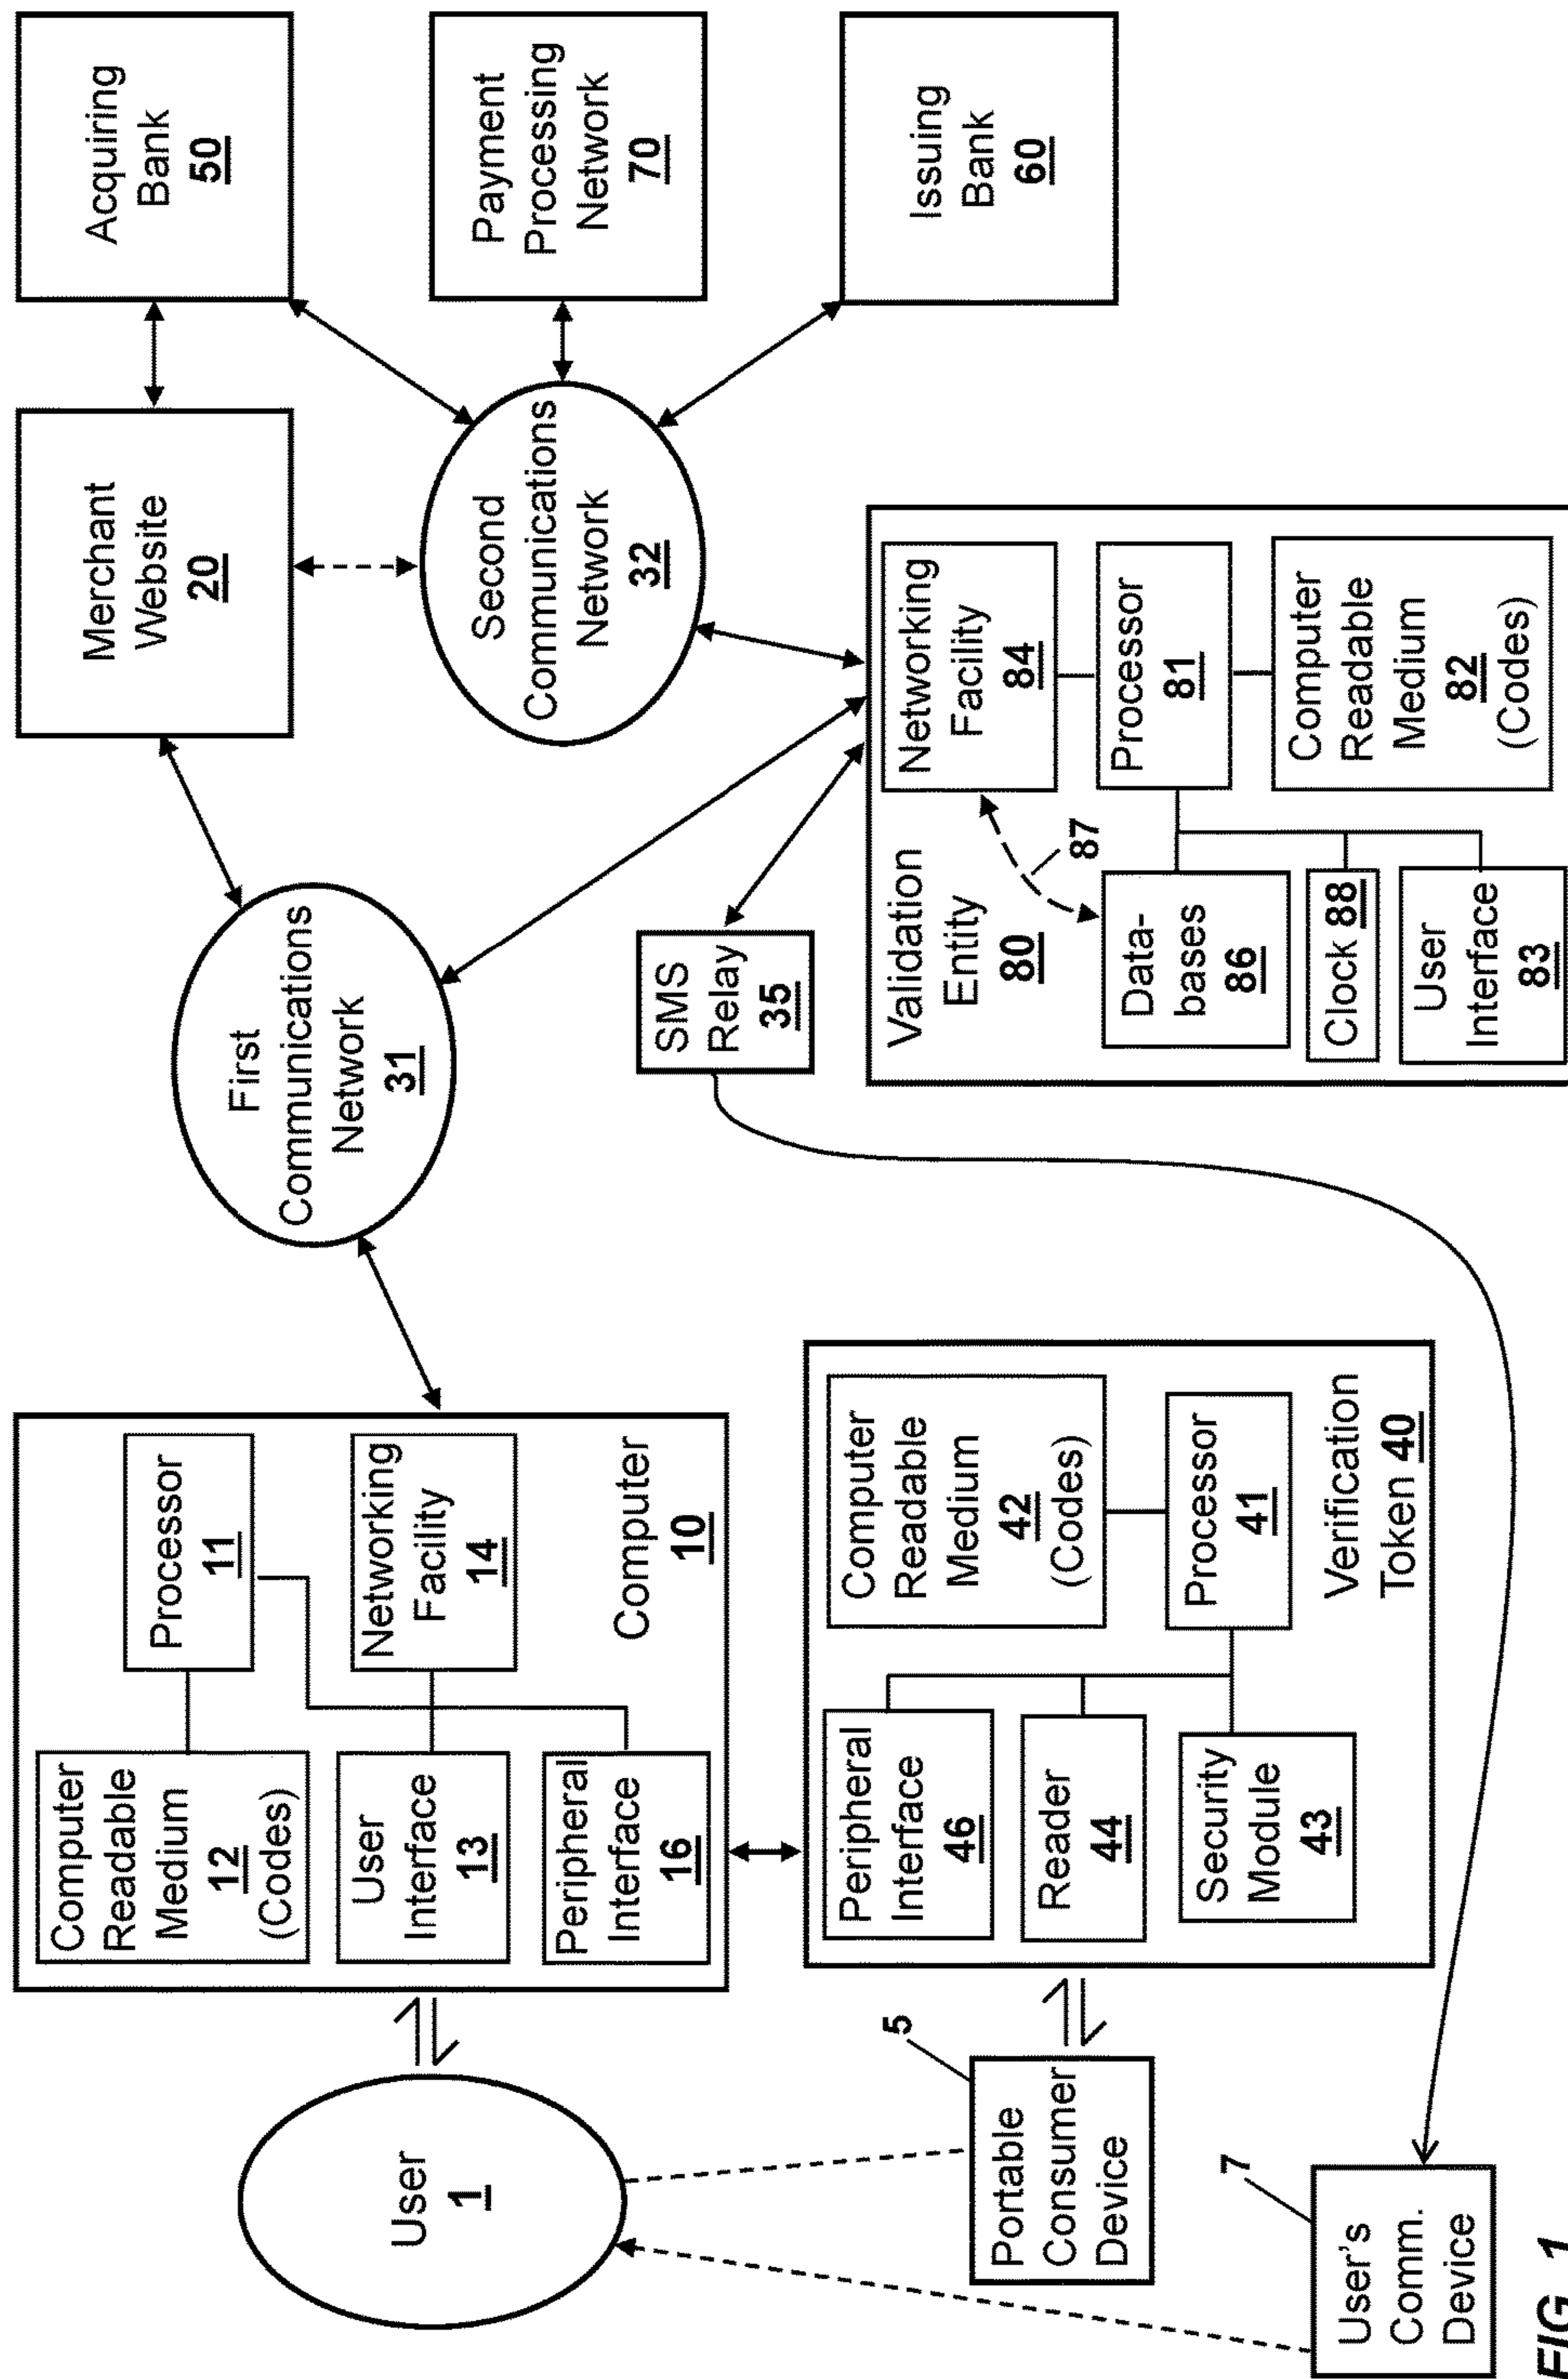 User
1
Computer
Readable
Medium
12
(Codes)
Processor
11
User
Interface
13
Networking
Facility
14
Peripheral
Interface
16
Computer
10
First
Communications
Network
31
Merchant
Website
20
Acquiring
Bank
50
Second
Communications
Network
32
Payment
Processing
Network
70
Issuing
Bank
60
5
Portable
Consumer
Device
Peripheral
Interface
46
Reader
44
Security
Module
43
Computer
Readable
Medium
42
(Codes)
Processor
41
Verification
Token 40
SMS
Relay
35
Validation
Entity
80
87
Networking
Facility
84
Processor
81
Computer
Readable
Medium
82
(Codes)
Data-
bases
86
Clock 88
User
Interface
83
7
User's
Comm.
Device
FIG. 1